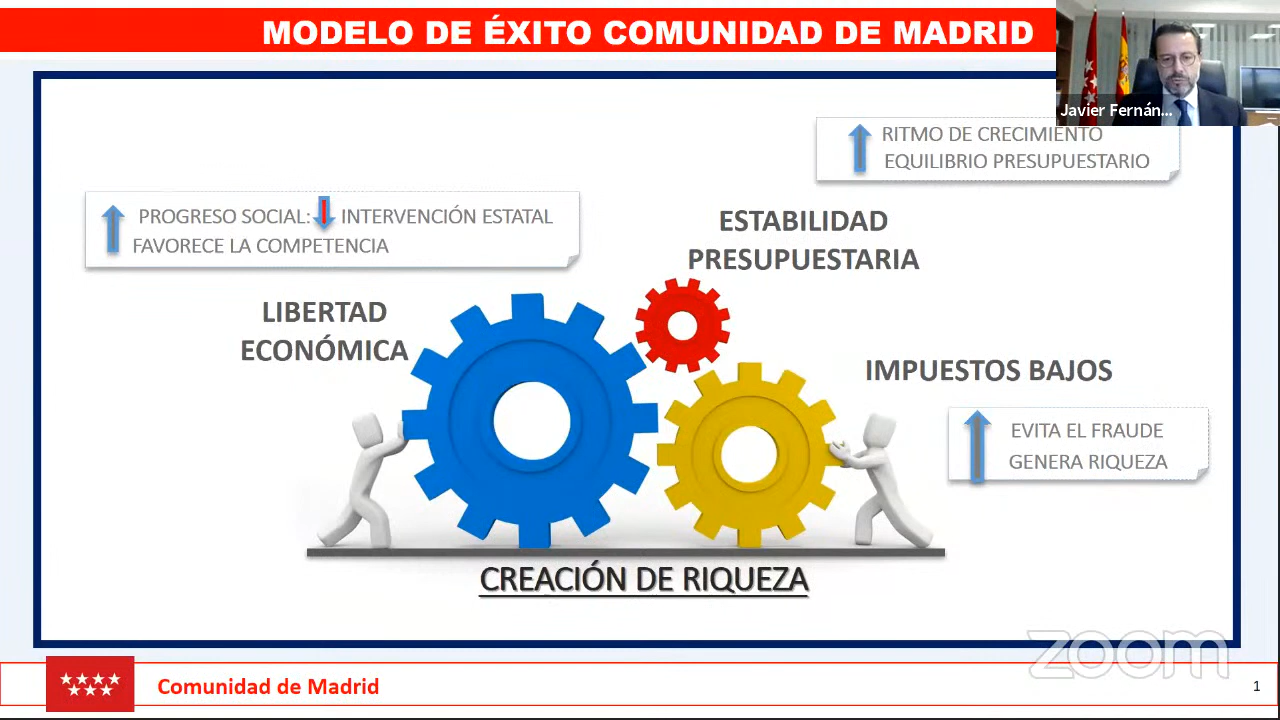 MODELO DE ÉXITO COMUNIDAD DE MADRID
Javier Fernán...
RITMO DE CRECIMIENTO
EQUILIBRIO PRESUPUESTARIO
PROGRESO SOCIAL: INTERVENCIÓN ESTATAL
FAVORECE LA COMPETENCIA
ESTABILIDAD
PRESUPUESTARIA
LIBERTAD
ECONÓMICA
IMPUESTOS BAJOS
EVITA EL FRAUDE
GENERA RIQUEZA
CREACIÓN DE RIQUEZA
zoom
Comunidad de Madrid
1